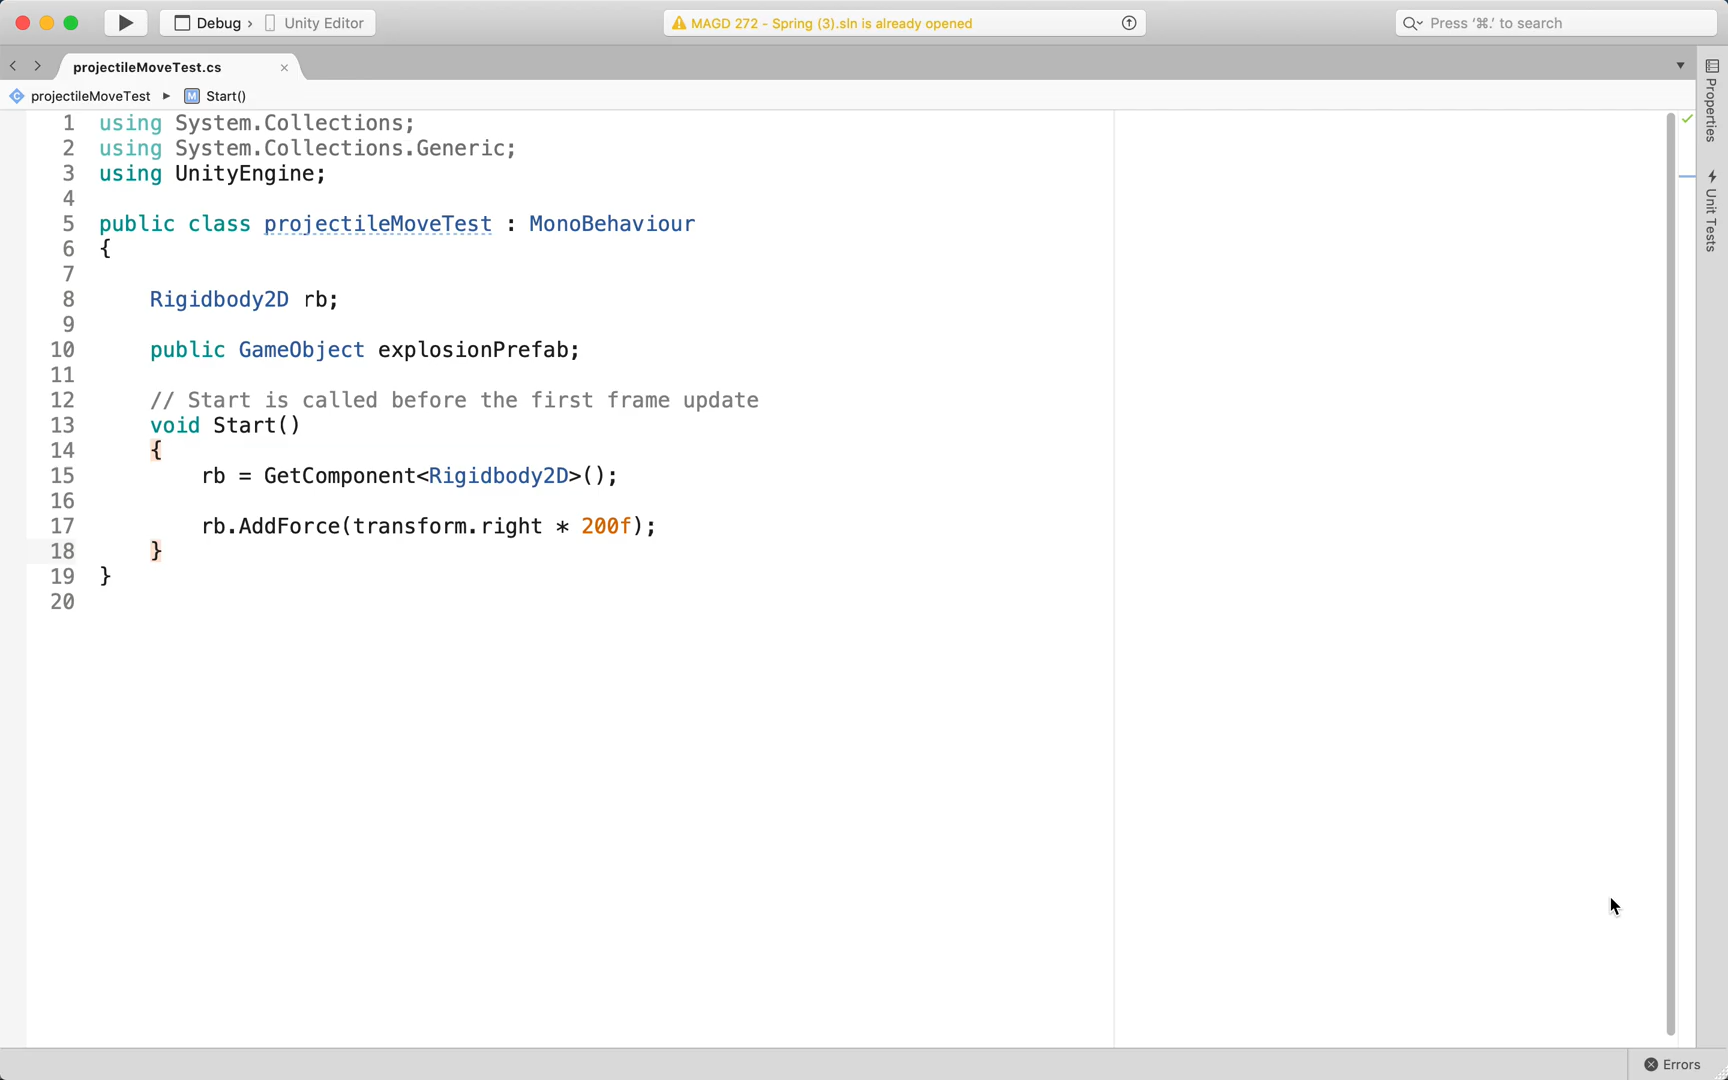 Debug › Unity Editor
MAGD 272 - Spring (3).sln is already opened
Press '⌘.' to search
projectileMoveTest.cs
projectileMoveTest ▸ M Start()
1 using System.Collections;
2 using System.Collections.Generic;
3 using UnityEngine;
4
5 public class projectileMoveTest : MonoBehaviour
6 {
7
8 Rigidbody2D rb;
9
10 public GameObject explosionPrefab;
11
12 // Start is called before the first frame update
13 void Start()
14 {
15 rb = GetComponent<Rigidbody2D>();
16
17 rb.AddForce(transform.right * 200f);
18 }
19 }
20
Properties
Unit Tests
Errors